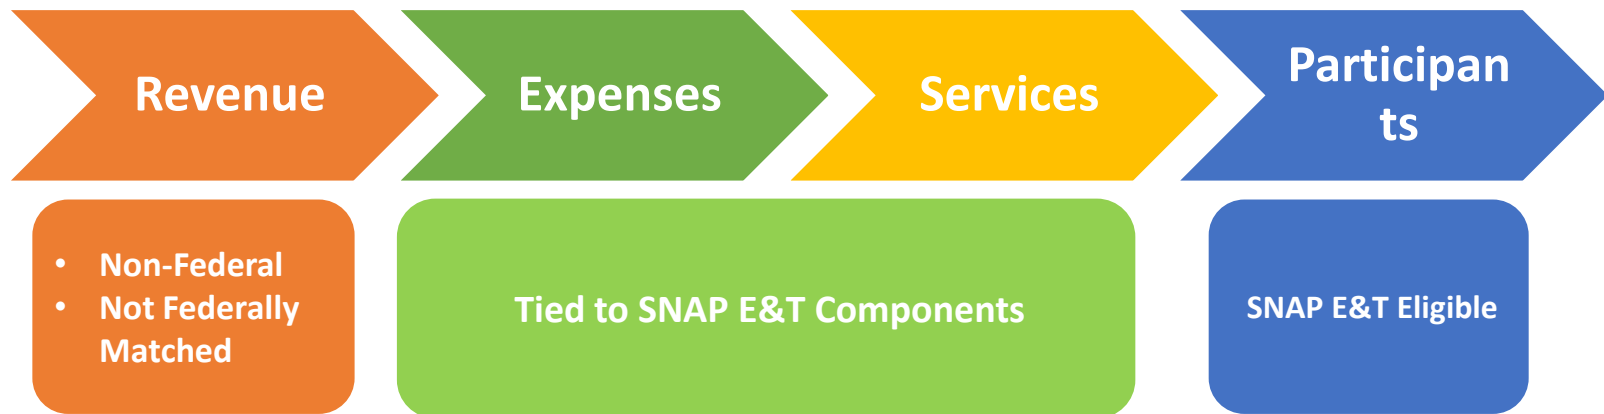 Revenue
Expenses
Services
Participan
ts
• Non-Federal
• Not Federally
Matched
Tied to SNAP E&T Components
SNAP E&T Eligible